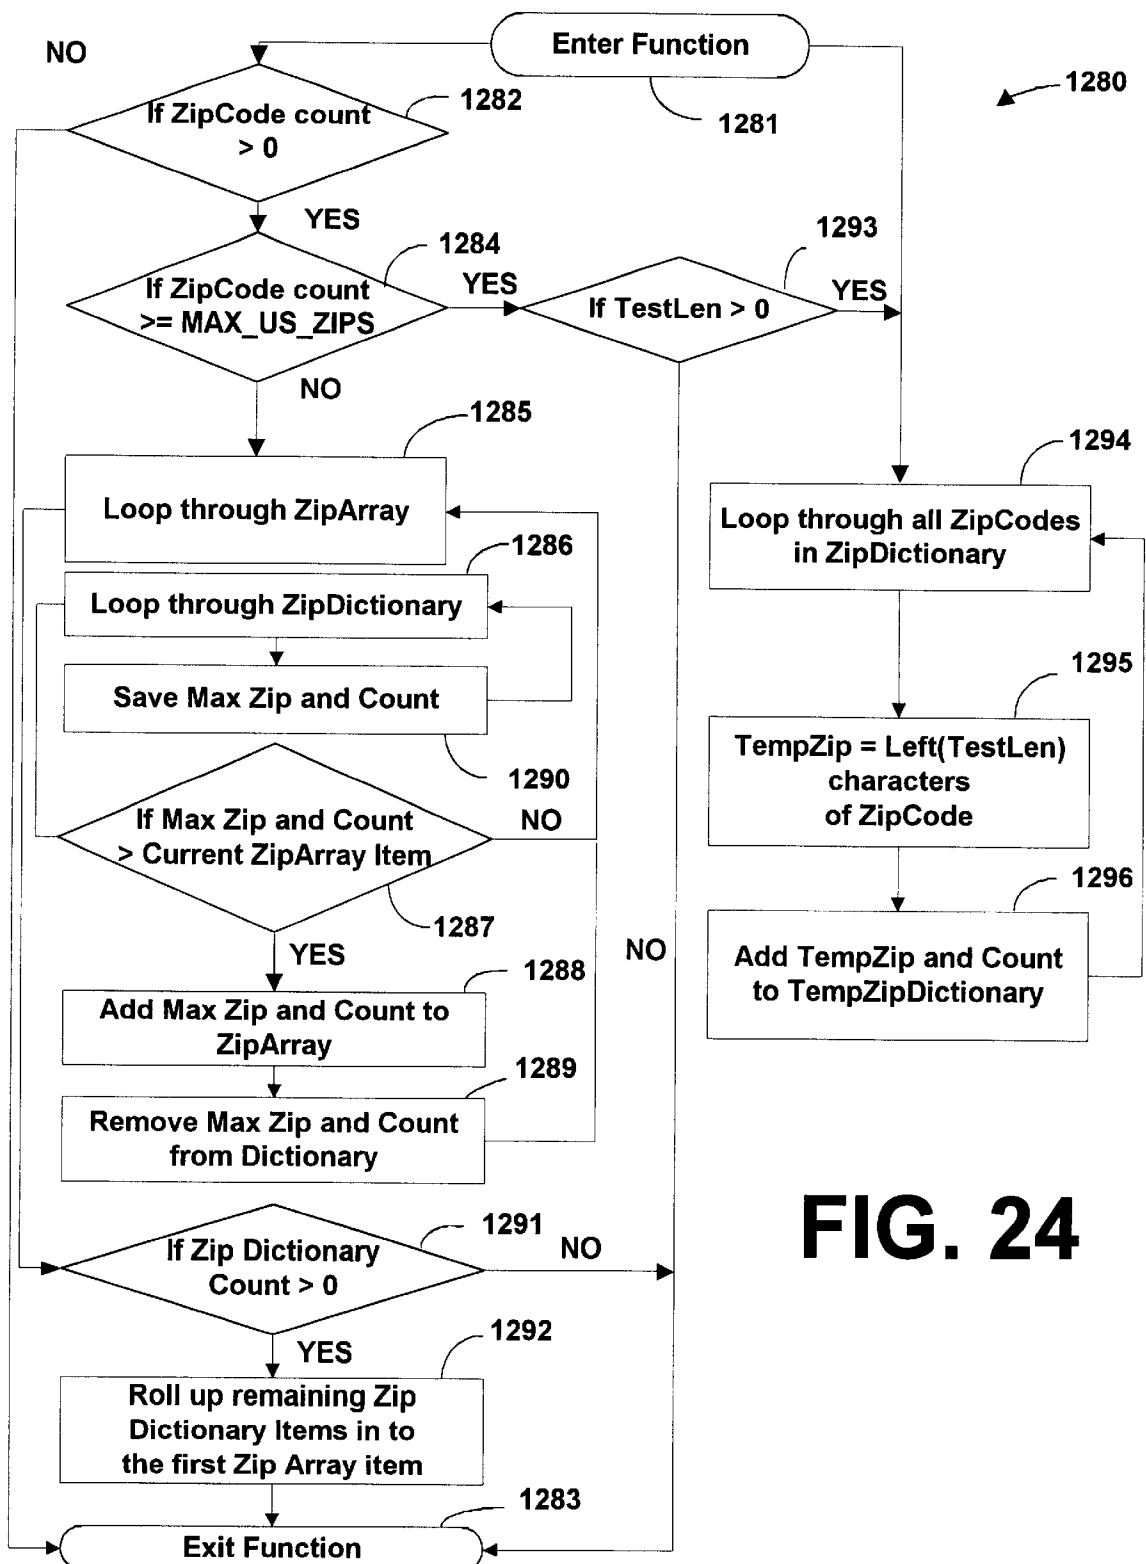 NO
Enter Function
1280
1282
1281
If ZipCode count
> 0
YES
1284
1293
If ZipCode count
>= MAX_US_ZIPS
YES
If TestLen > 0
YES
NO
1285
1294
Loop through ZipArray
Loop through all ZipCodes
in ZipDictionary
1286
Loop through ZipDictionary
1295
Save Max Zip and Count
TempZip = Left(TestLen)
characters
of ZipCode
1290
If Max Zip and Count
> Current ZipArray Item
NO
1296
1287
YES
NO
1288
Add TempZip and Count
to TempZipDictionary
Add Max Zip and Count to
ZipArray
1289
Remove Max Zip and Count
from Dictionary
FIG. 24
1291
If Zip Dictionary
Count > 0
NO
1292
YES
Roll up remaining Zip
Dictionary Items in to
the first Zip Array item
1283
Exit Function